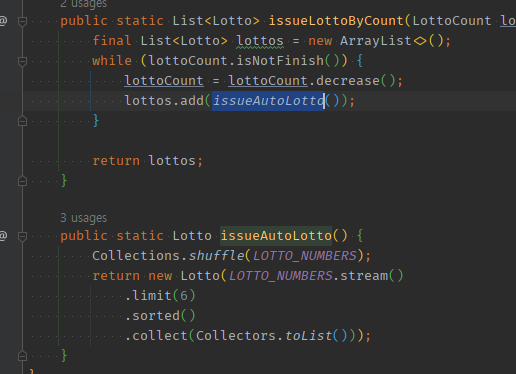 2 usages
@ public static List<Lotto> issueLottoByCount(LottoCount lo
final List<Lotto> lottos = new ArrayList<>();
while (lottoCount.isNotFinish()) {
lottoCount = lottoCount.decrease();
lottos.add(issueAutoLotto());
}
return lottos;
}
3 usages
@ public static Lotto issueAutoLotto() {
Collections.shuffle(LOTTO_NUMBERS);
return new Lotto(LOTTO_NUMBERS.stream()
.limit(6)
.sorted()
.collect(Collectors.toList()));
}
}